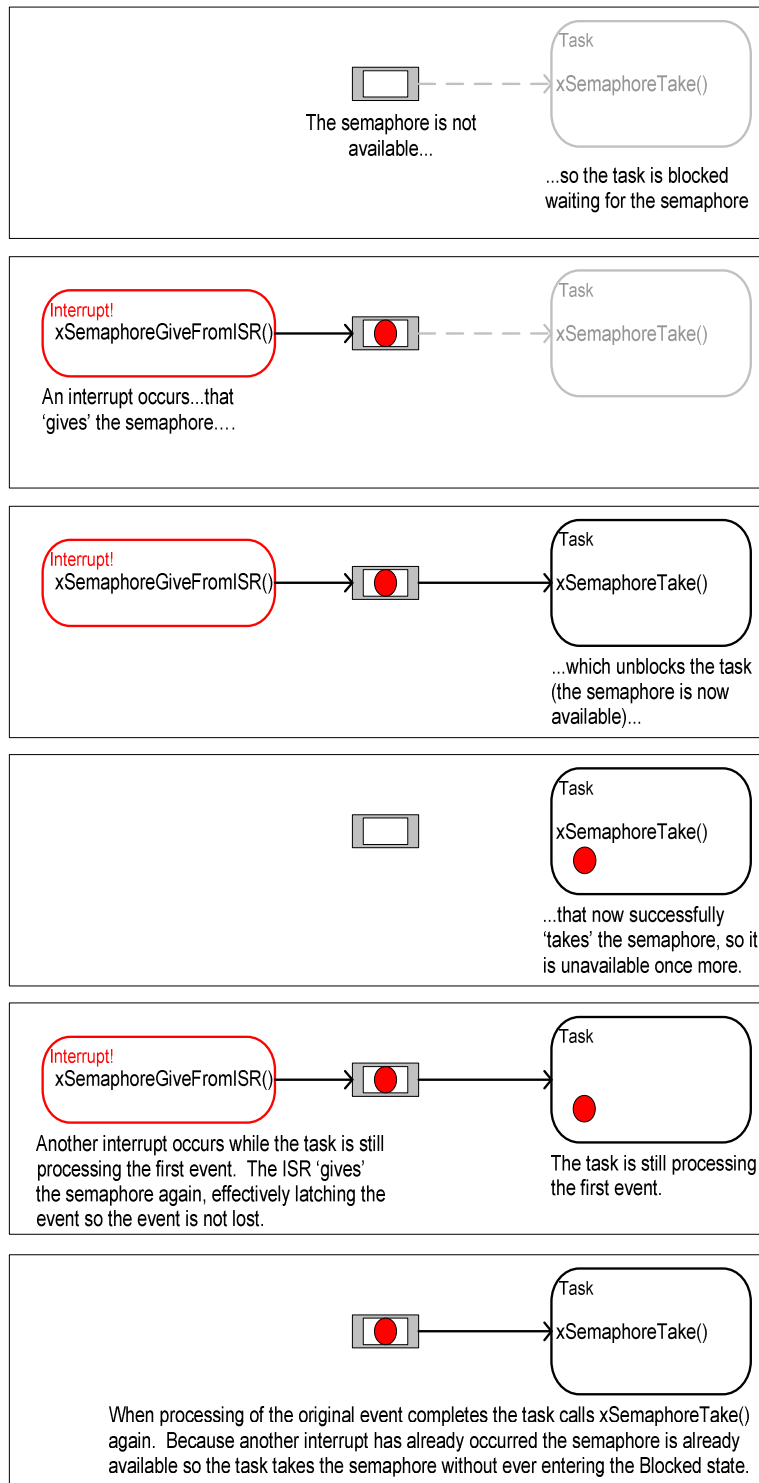 Task
xSemaphoreTake()
The semaphore is not
available...
...so the task is blocked
waiting for the semaphore
Interrupt!
xSemaphoreGiveFromISR()
Task
xSemaphoreTake()
An interrupt occurs...that
‘gives’ the semaphore….
Interrupt!
xSemaphoreGiveFromISR()
Task
xSemaphoreTake()
...which unblocks the task
(the semaphore is now
available)...
Task
xSemaphoreTake()
...that now successfully
‘takes’ the semaphore, so it
is unavailable once more.
Interrupt!
xSemaphoreGiveFromISR()
Task
Another interrupt occurs while the task is still
processing the first event. The ISR ‘gives’
the semaphore again, effectively latching the
event so the event is not lost.
The task is still processing
the first event.
Task
xSemaphoreTake()
When processing of the original event completes the task calls xSemaphoreTake()
again. Because another interrupt has already occurred the semaphore is already
available so the task takes the semaphore without ever entering the Blocked state.